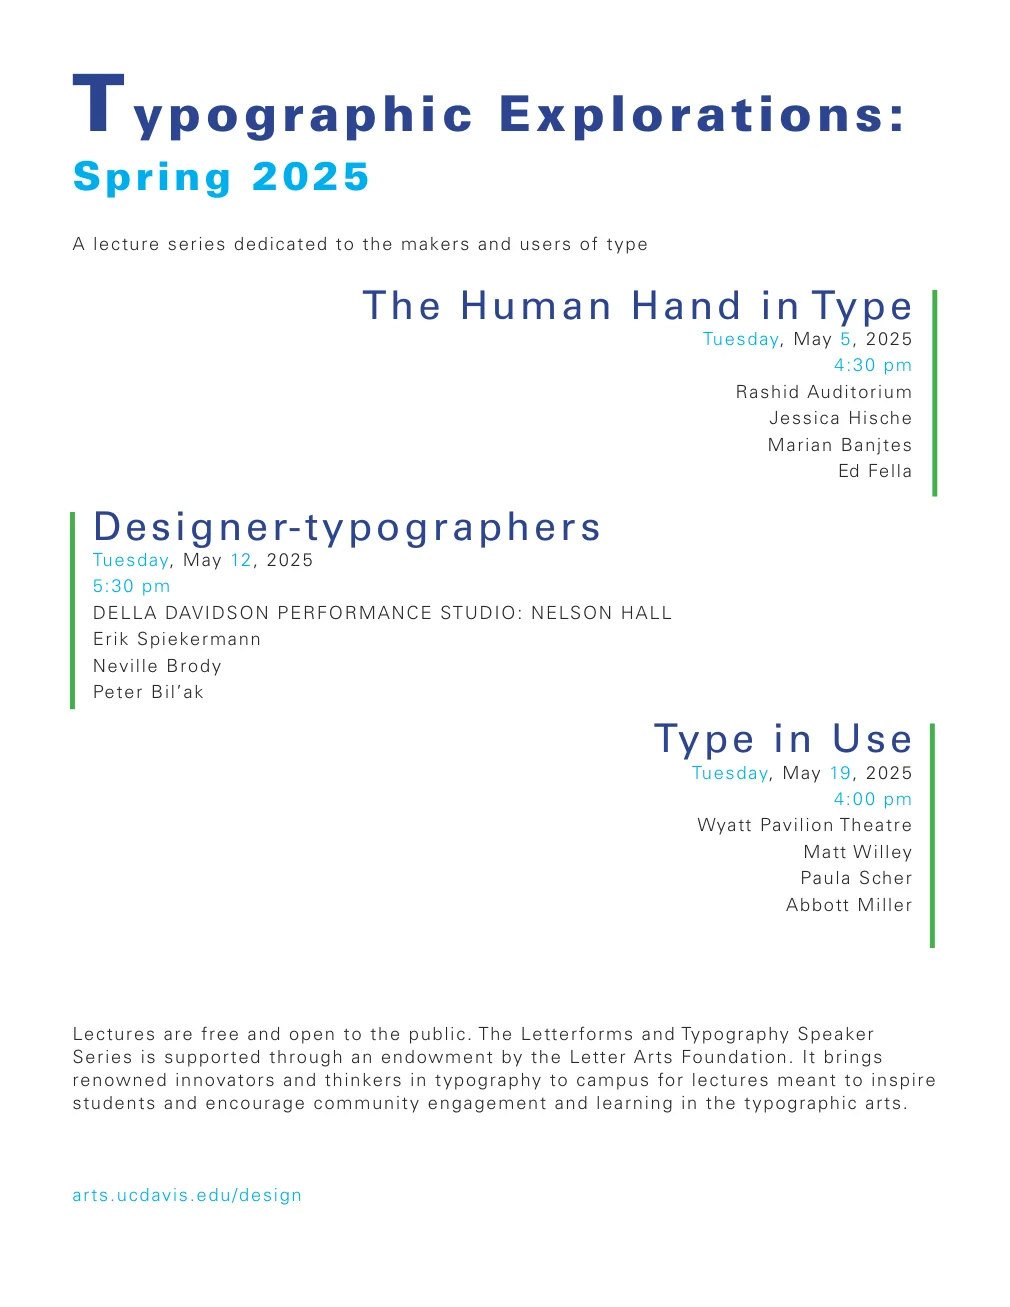 Typographic Explorations:
Spring 2025
A lecture series dedicated to the makers and users of type
The Human Hand in Type
Tuesday, May 5, 2025
4:30 pm
Rashid Auditorium
Jessica Hische
Marian Banjtes
Ed Fella
Designer-typographers
Tuesday, May 12, 2025
5:30 pm
DELLA DAVIDSON PERFORMANCE STUDIO: NELSON HALL
Erik Spiekermann
Neville Brody
Peter Bil’ak
Type in Use
Tuesday, May 19, 2025
4:00 pm
Wyatt Pavilion Theatre
Matt Willey
Paula Scher
Abbott Miller
Lectures are free and open to the public. The Letterforms and Typography Speaker
Series is supported through an endowment by the Letter Arts Foundation. It brings
renowned innovators and thinkers in typography to campus for lectures meant to inspire
students and encourage community engagement and learning in the typographic arts.
arts.ucdavis.edu/design